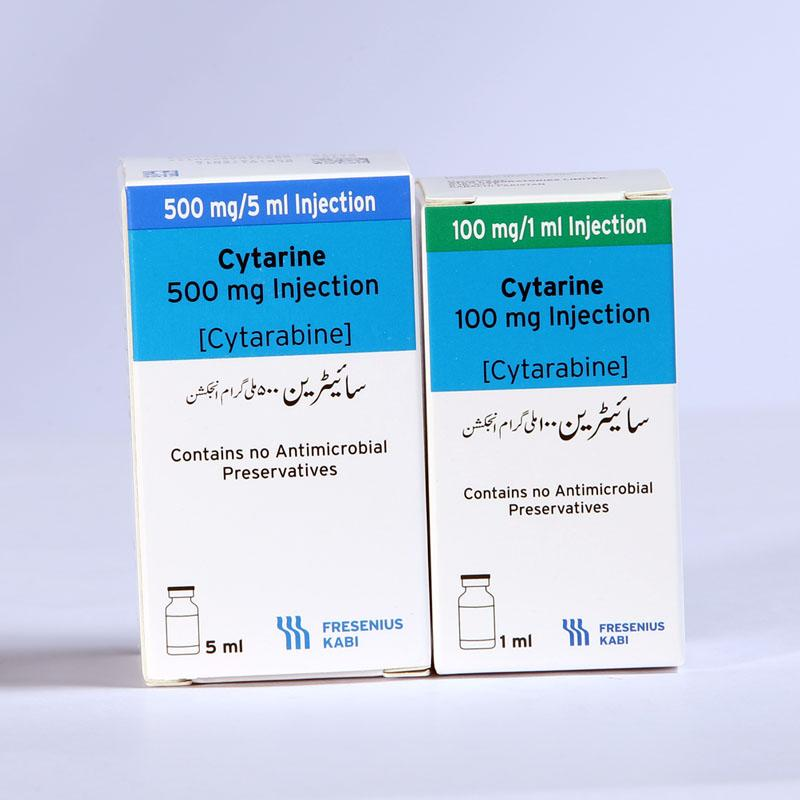 500 mg/5 ml Injection
Cytarine
500 mg Injection
[Cytarabine]
سائیٹرین ۵۰۰ ملی گرام انجکشن
Contains no Antimicrobial
Preservatives
5 ml
FRESENIUS
KABI
100 mg/1 ml Injection
Cytarine
100 mg Injection
[Cytarabine]
سائیٹرین ۱۰۰ ملی گرام انجکشن
Contains no Antimicrobial
Preservatives
1 ml
FRESENIUS
KABI